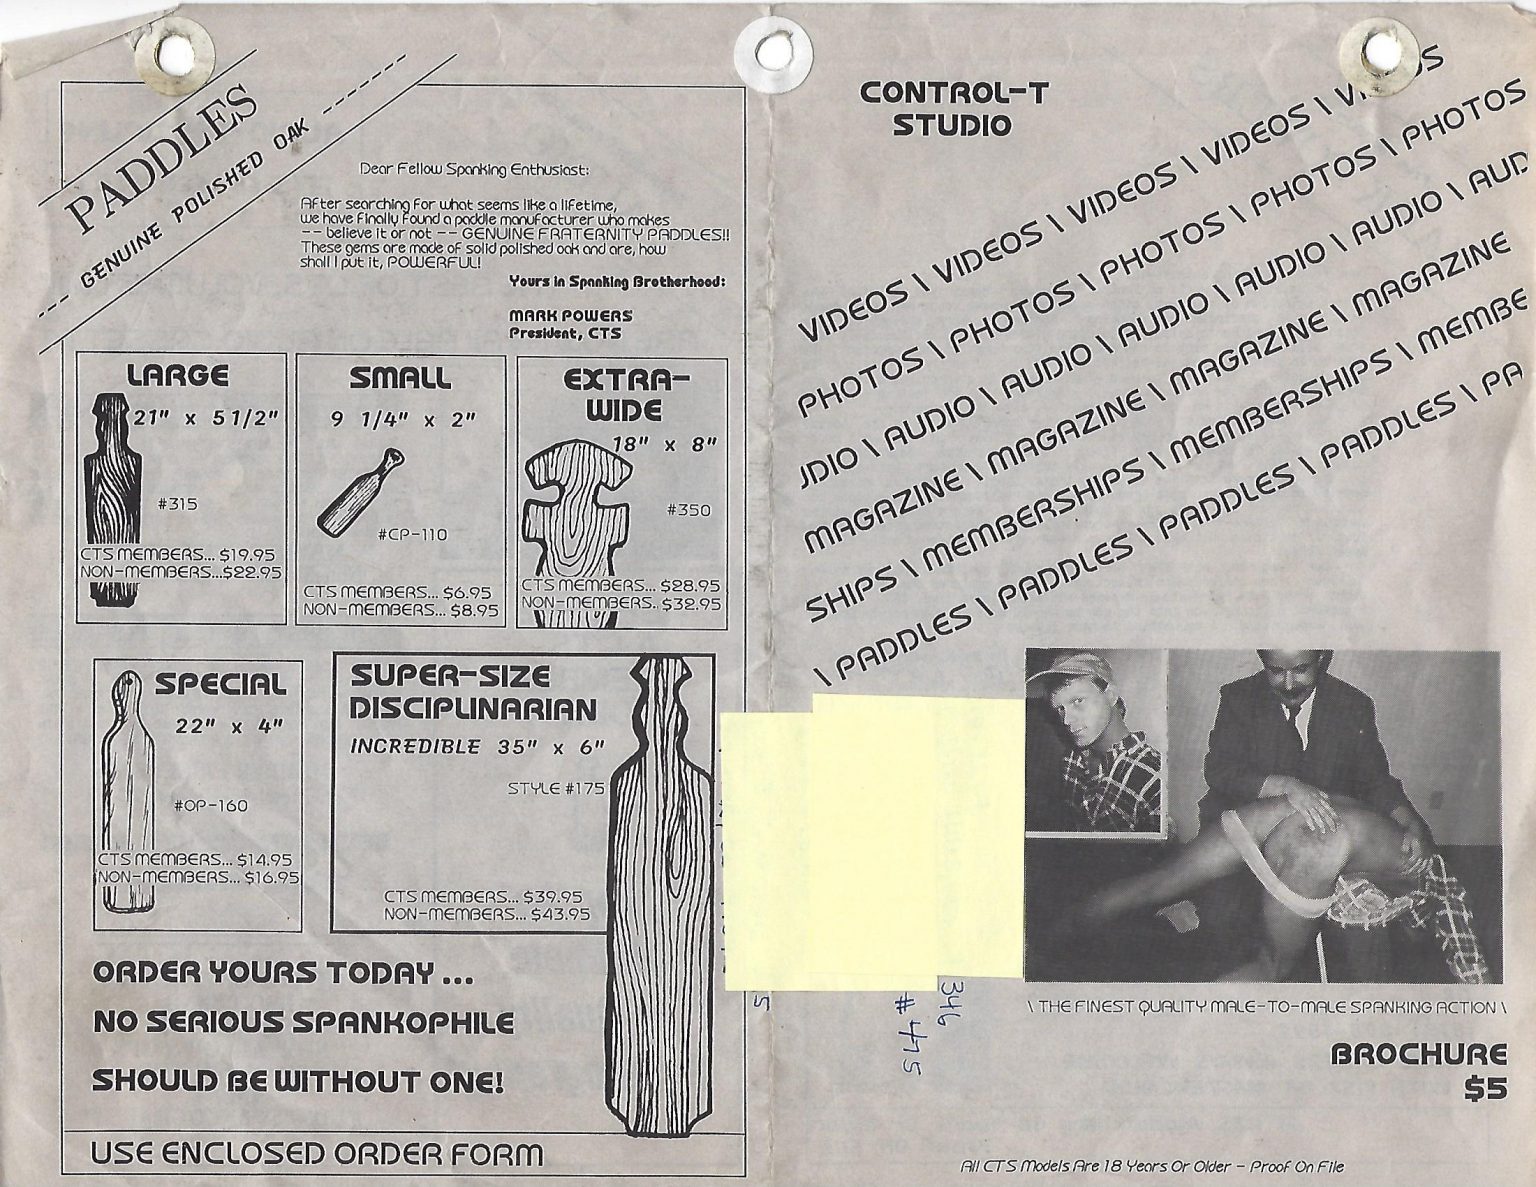 PADDLES
--- GENUINE POLISHED OAK ------
Dear Fellow Spanking Enthusiast:
After searching for what seems like a lifetime,
we have finally found a paddle manufacturer who makes
-- believe it or not -- GENUINE FRATERNITY PADDLES!!
These gems are made of solid polished oak and are, how
shall I put it, POWERFUL!
Yours in Spanking Brotherhood:
MARK POWERS
President, CTS
LARGE
21" x 5 1/2"
#315
CTS MEMBERS... $19.95
NON-MEMBERS...$22.95
SMALL
9 1/4" x 2"
#CP-110
CTS MEMBERS... $6.95
NON-MEMBERS... $8.95
EXTRA-
WIDE
18" x 8"
#350
CTS MEMBERS... $28.95
NON-MEMBERS. $32.95
SPECIAL
22" x 4"
#OP-160
CTS MEMBERS... $14.95
NON-MEMBERS... $16.95
SUPER-SIZE
DISCIPLINARIAN
INCREDIBLE 35" x 6"
STYLE #175
CTS MEMBERS... $39.95
NON-MEMBERS... $43.95
ORDER YOURS TODAY ...
NO SERIOUS SPANKOPHILE
SHOULD BE WITHOUT ONE!
USE ENCLOSED ORDER FORM
CONTROL-T
STUDIO
VIDEOS \ VIDEOS \ VIDEOS \ VIDEOS \
PHOTOS \ PHOTOS \ PHOTOS \ PHOTOS \ PHOTOS
\ AUDIO \ AUDIO \ AUDIO \ AUDIO \
MAGAZINE \ MAGAZINE \ MAGAZINE \ MAGAZINE
SHIPS \ MEMBERSHIPS \ MEMBERSHIPS \ MEMBE
\ PADDLES \ PADDLES \ PADDLES \ PADDLES \ PA
346
#475
\ THE FINEST QUALITY MALE-TO-MALE SPANKING ACTION \
BROCHURE
$5
All CTS Models Are 18 Years Or Older - Proof On File